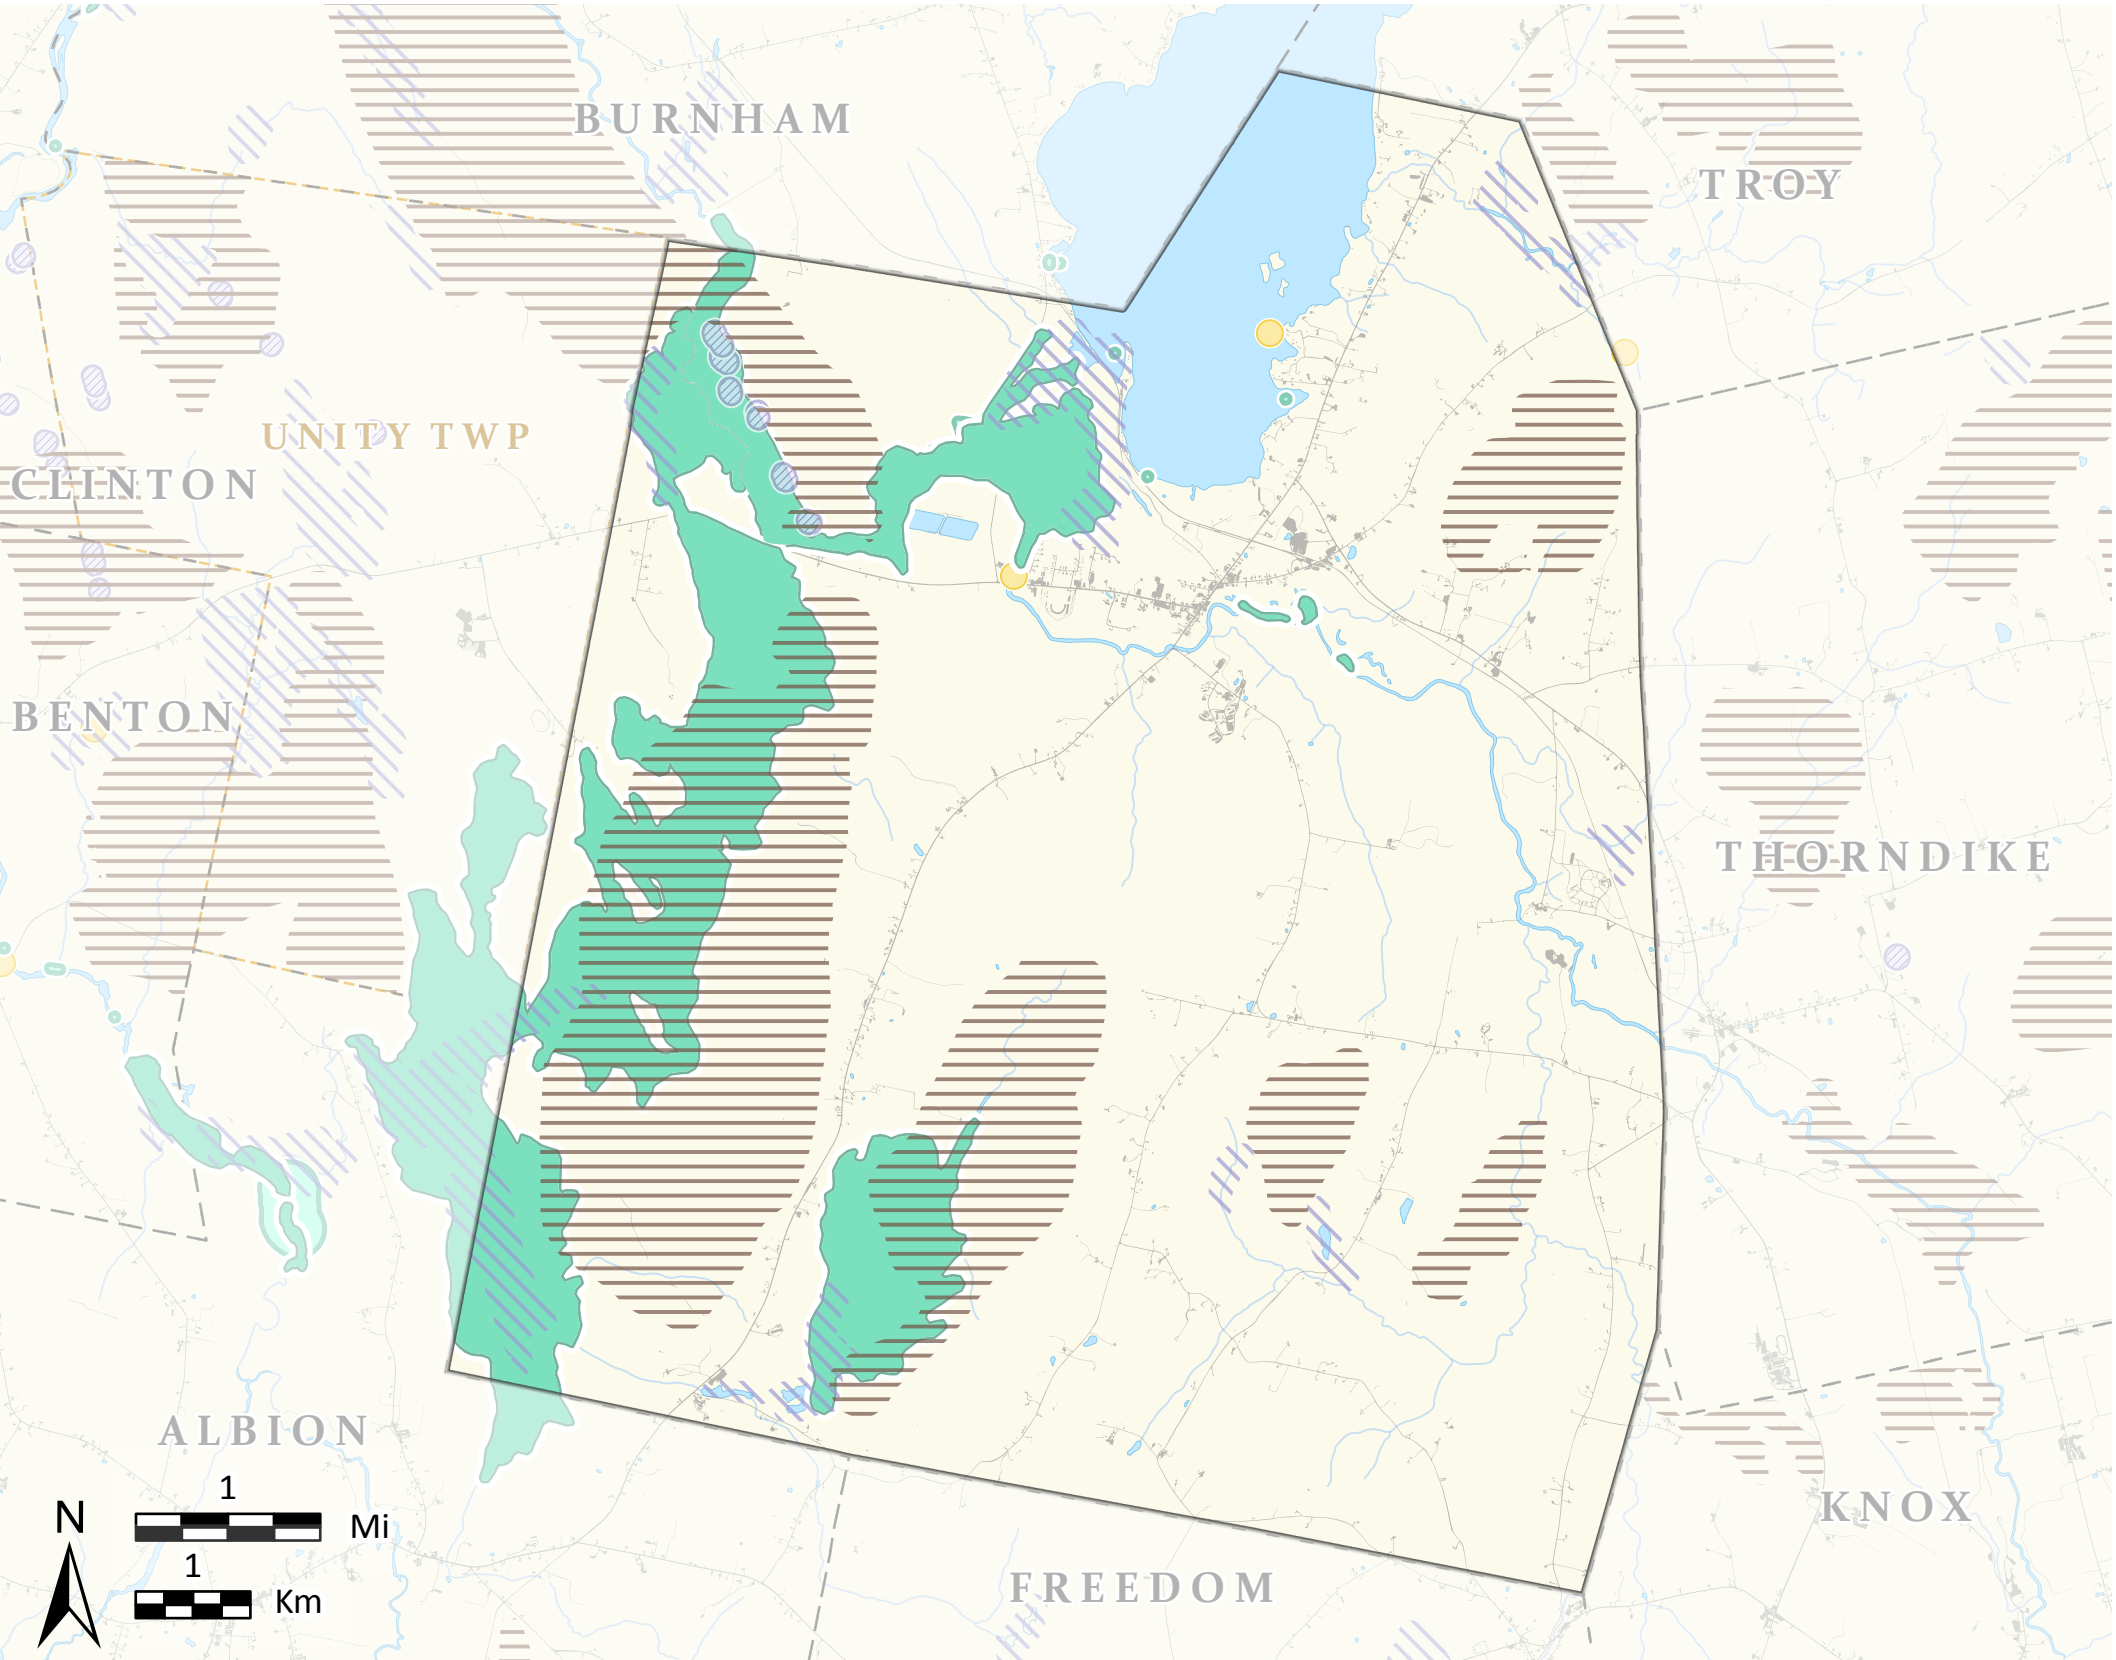 BURNHAM
TROY
UNITY TWP
CLINTON
BENTON
THORNDIKE
ALBION
1
N
Mi
KNOX
1
Km
FREEDOM